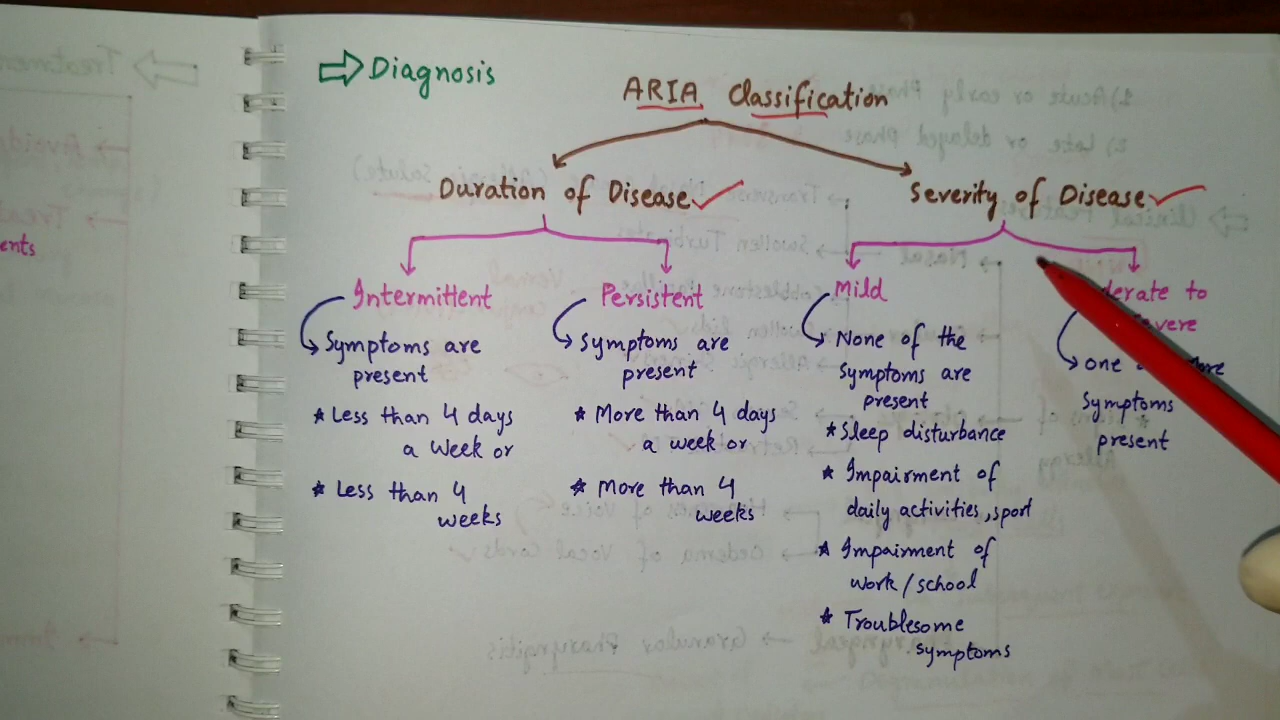 Diagnosis
ARIA Classification
Duration of Disease
Severity of Disease
Intermittent
Symptoms are
present
* Less than 4 days
a week or
* Less than 4
weeks
Persistent
Symptoms are
present
* More than 4 days
a week or
* More than 4
weeks
Mild
None of the
symptoms are
present
* Sleep disturbance
* Impairment of
daily activities, sport
* Impairment of
work/school
* Troublesome
symptoms
to
one
symptoms
present
ents